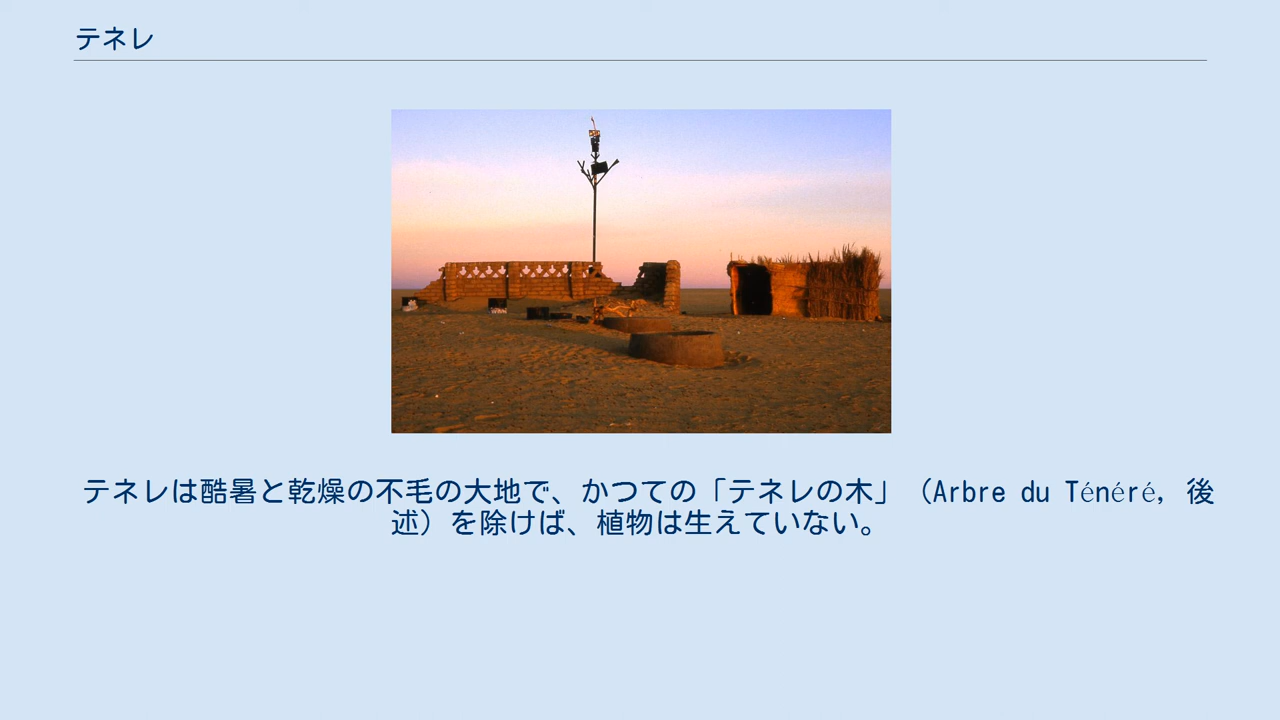 テネレ
テネレは酷暑と乾燥の不毛の大地で、かつての「テネレの木」（Arbre du Ténéré, 後
述）を除けば、植物は生えていない。